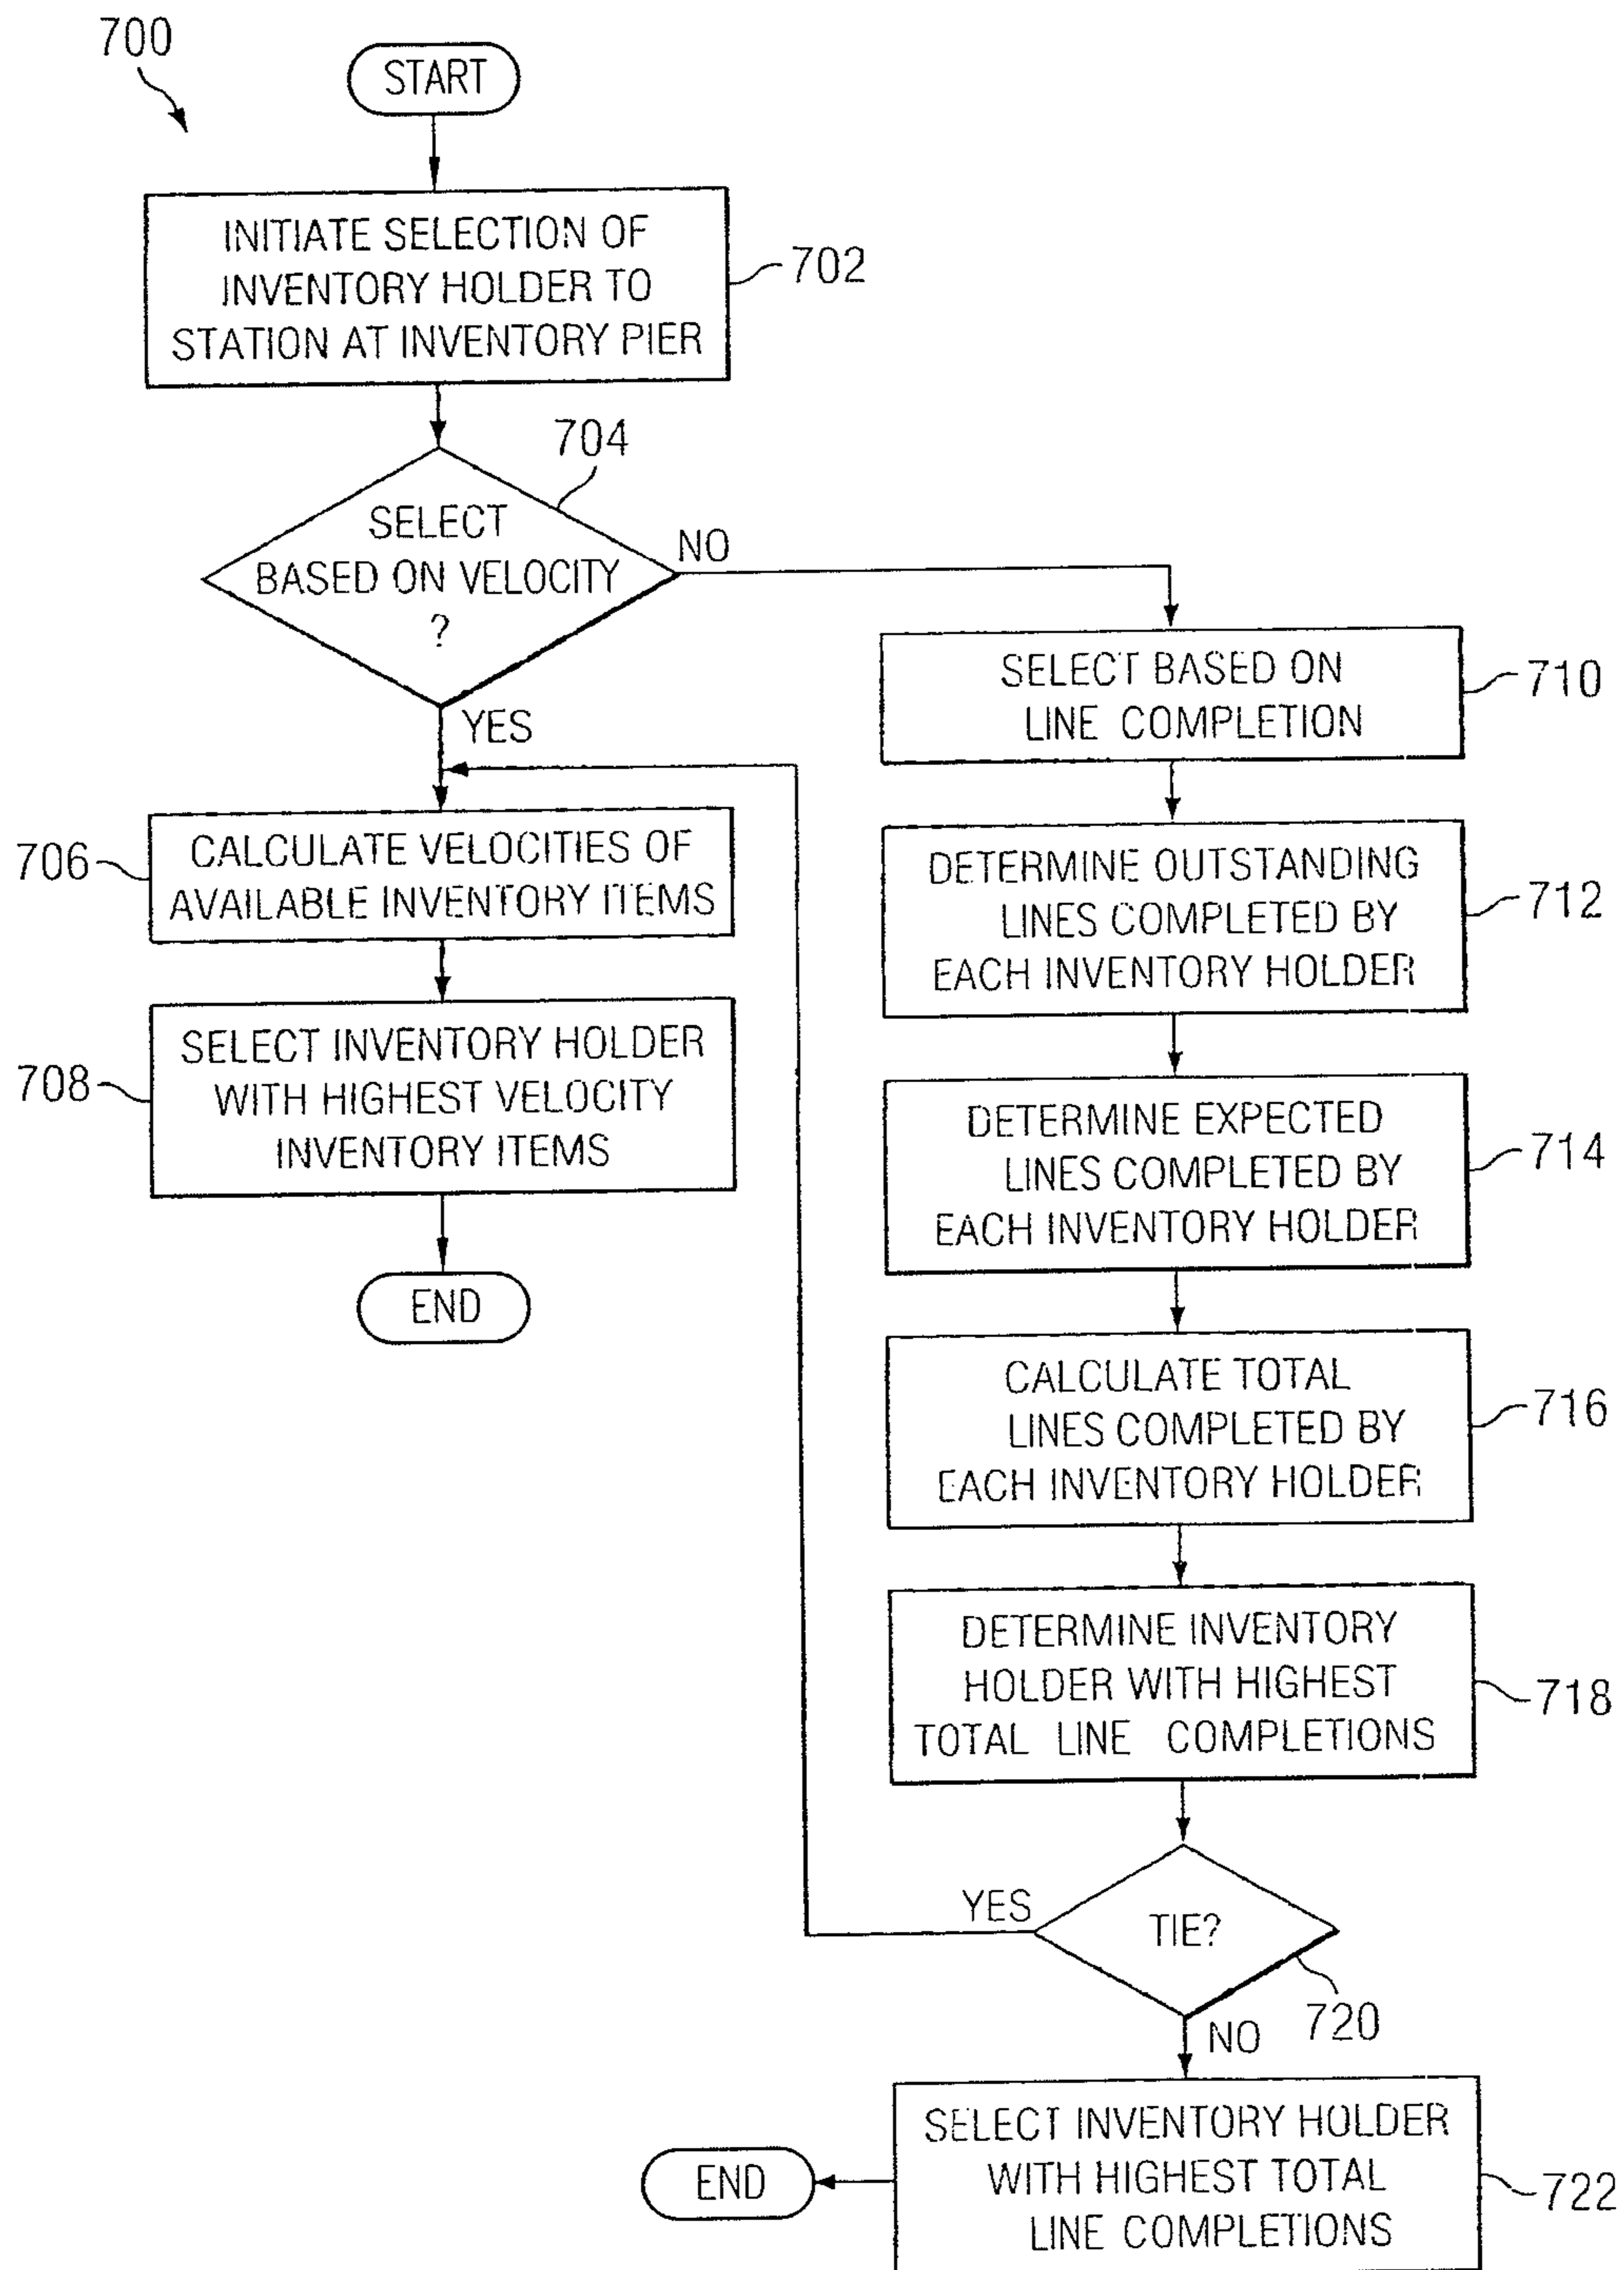 700
START
INITIATE SELECTION OF
INVENTORY HOLDER TO
STATION AT INVENTORY PIER
702
704
SELECT
BASED ON VELOCITY
?
NO
YES
706
CALCULATE VELOCITIES OF
AVAILABLE INVENTORY ITEMS
708
SELECT INVENTORY HOLDER
WITH HIGHEST VELOCITY
INVENTORY ITEMS
END
SELECT BASED ON
LINE COMPLETION
710
DETERMINE OUTSTANDING
LINES COMPLETED BY
EACH INVENTORY HOLDER
712
DETERMINE EXPECTED
LINES COMPLETED BY
EACH INVENTORY HOLDER
714
CALCULATE TOTAL
LINES COMPLETED BY
EACH INVENTORY HOLDER
716
DETERMINE INVENTORY
HOLDER WITH HIGHEST
TOTAL LINE COMPLETIONS
718
YES
TIE?
720
NO
SELECT INVENTORY HOLDER
WITH HIGHEST TOTAL
LINE COMPLETIONS
722
END